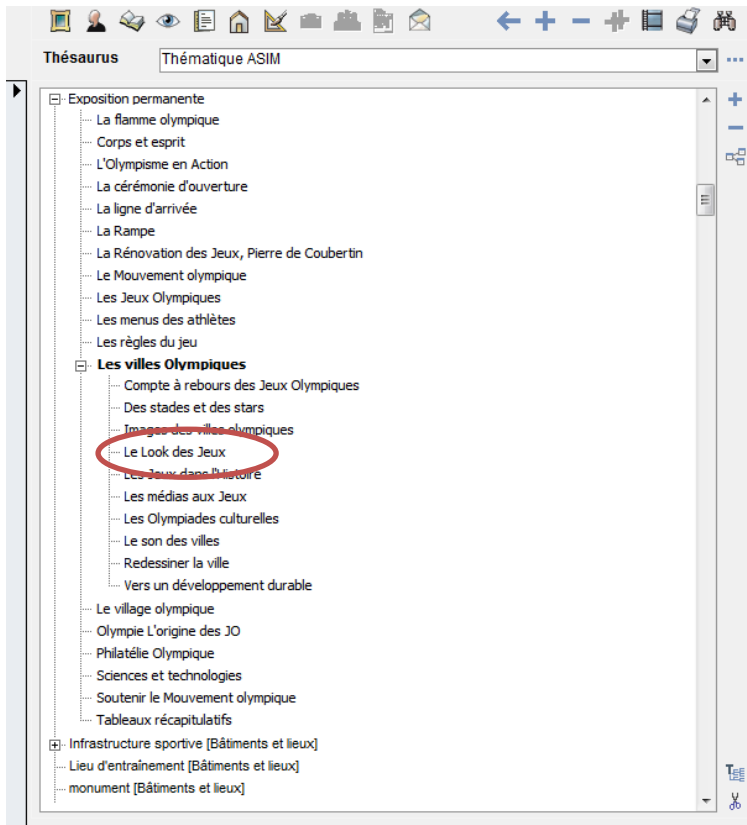 Thésaurus Thématique ASIM
Exposition permanente
La flamme olympique
Corps et esprit
L'Olympisme en Action
La cérémonie d'ouverture
La ligne d'arrivée
La Rampe
La Rénovation des Jeux, Pierre de Coubertin
Le Mouvement olympique
Les Jeux Olympiques
Les menus des athlètes
Les règles du jeu
Les villes Olympiques
Compte à rebours des Jeux Olympiques
Des stades et des stars
Images des villes olympiques
Le Look des Jeux
Les Jeux dans l'Histoire
Les médias aux Jeux
Les Olympiades culturelles
Le son des villes
Redessiner la ville
Vers un développement durable
Le village olympique
Olympie L'origine des JO
Philatélie Olympique
Sciences et technologies
Soutenir le Mouvement olympique
Tableaux récapitulatifs
Infrastructure sportive [Bâtiments et lieux]
Lieu d'entraînement [Bâtiments et lieux]
monument [Bâtiments et lieux]